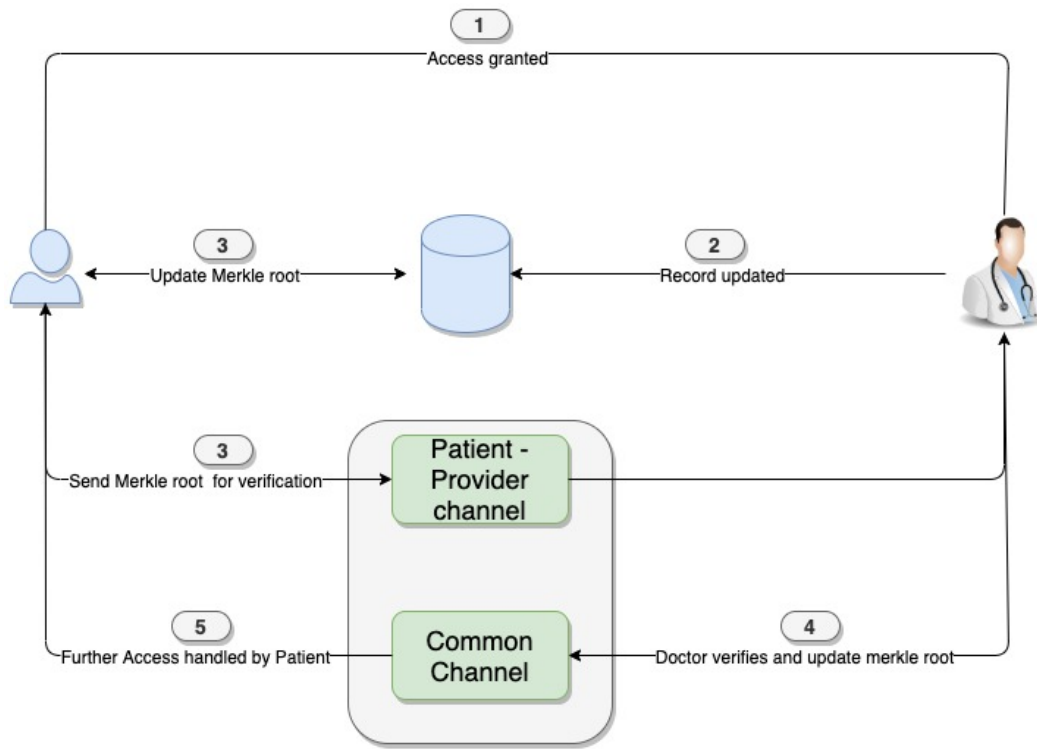 1
Access granted
3
Update Merkle root
2
Record updated
3
Send Merkle root for verification
Patient -
Provider
channel
5
Further Access handled by Patient
Common
Channel
4
Doctor verifies and update merkle root